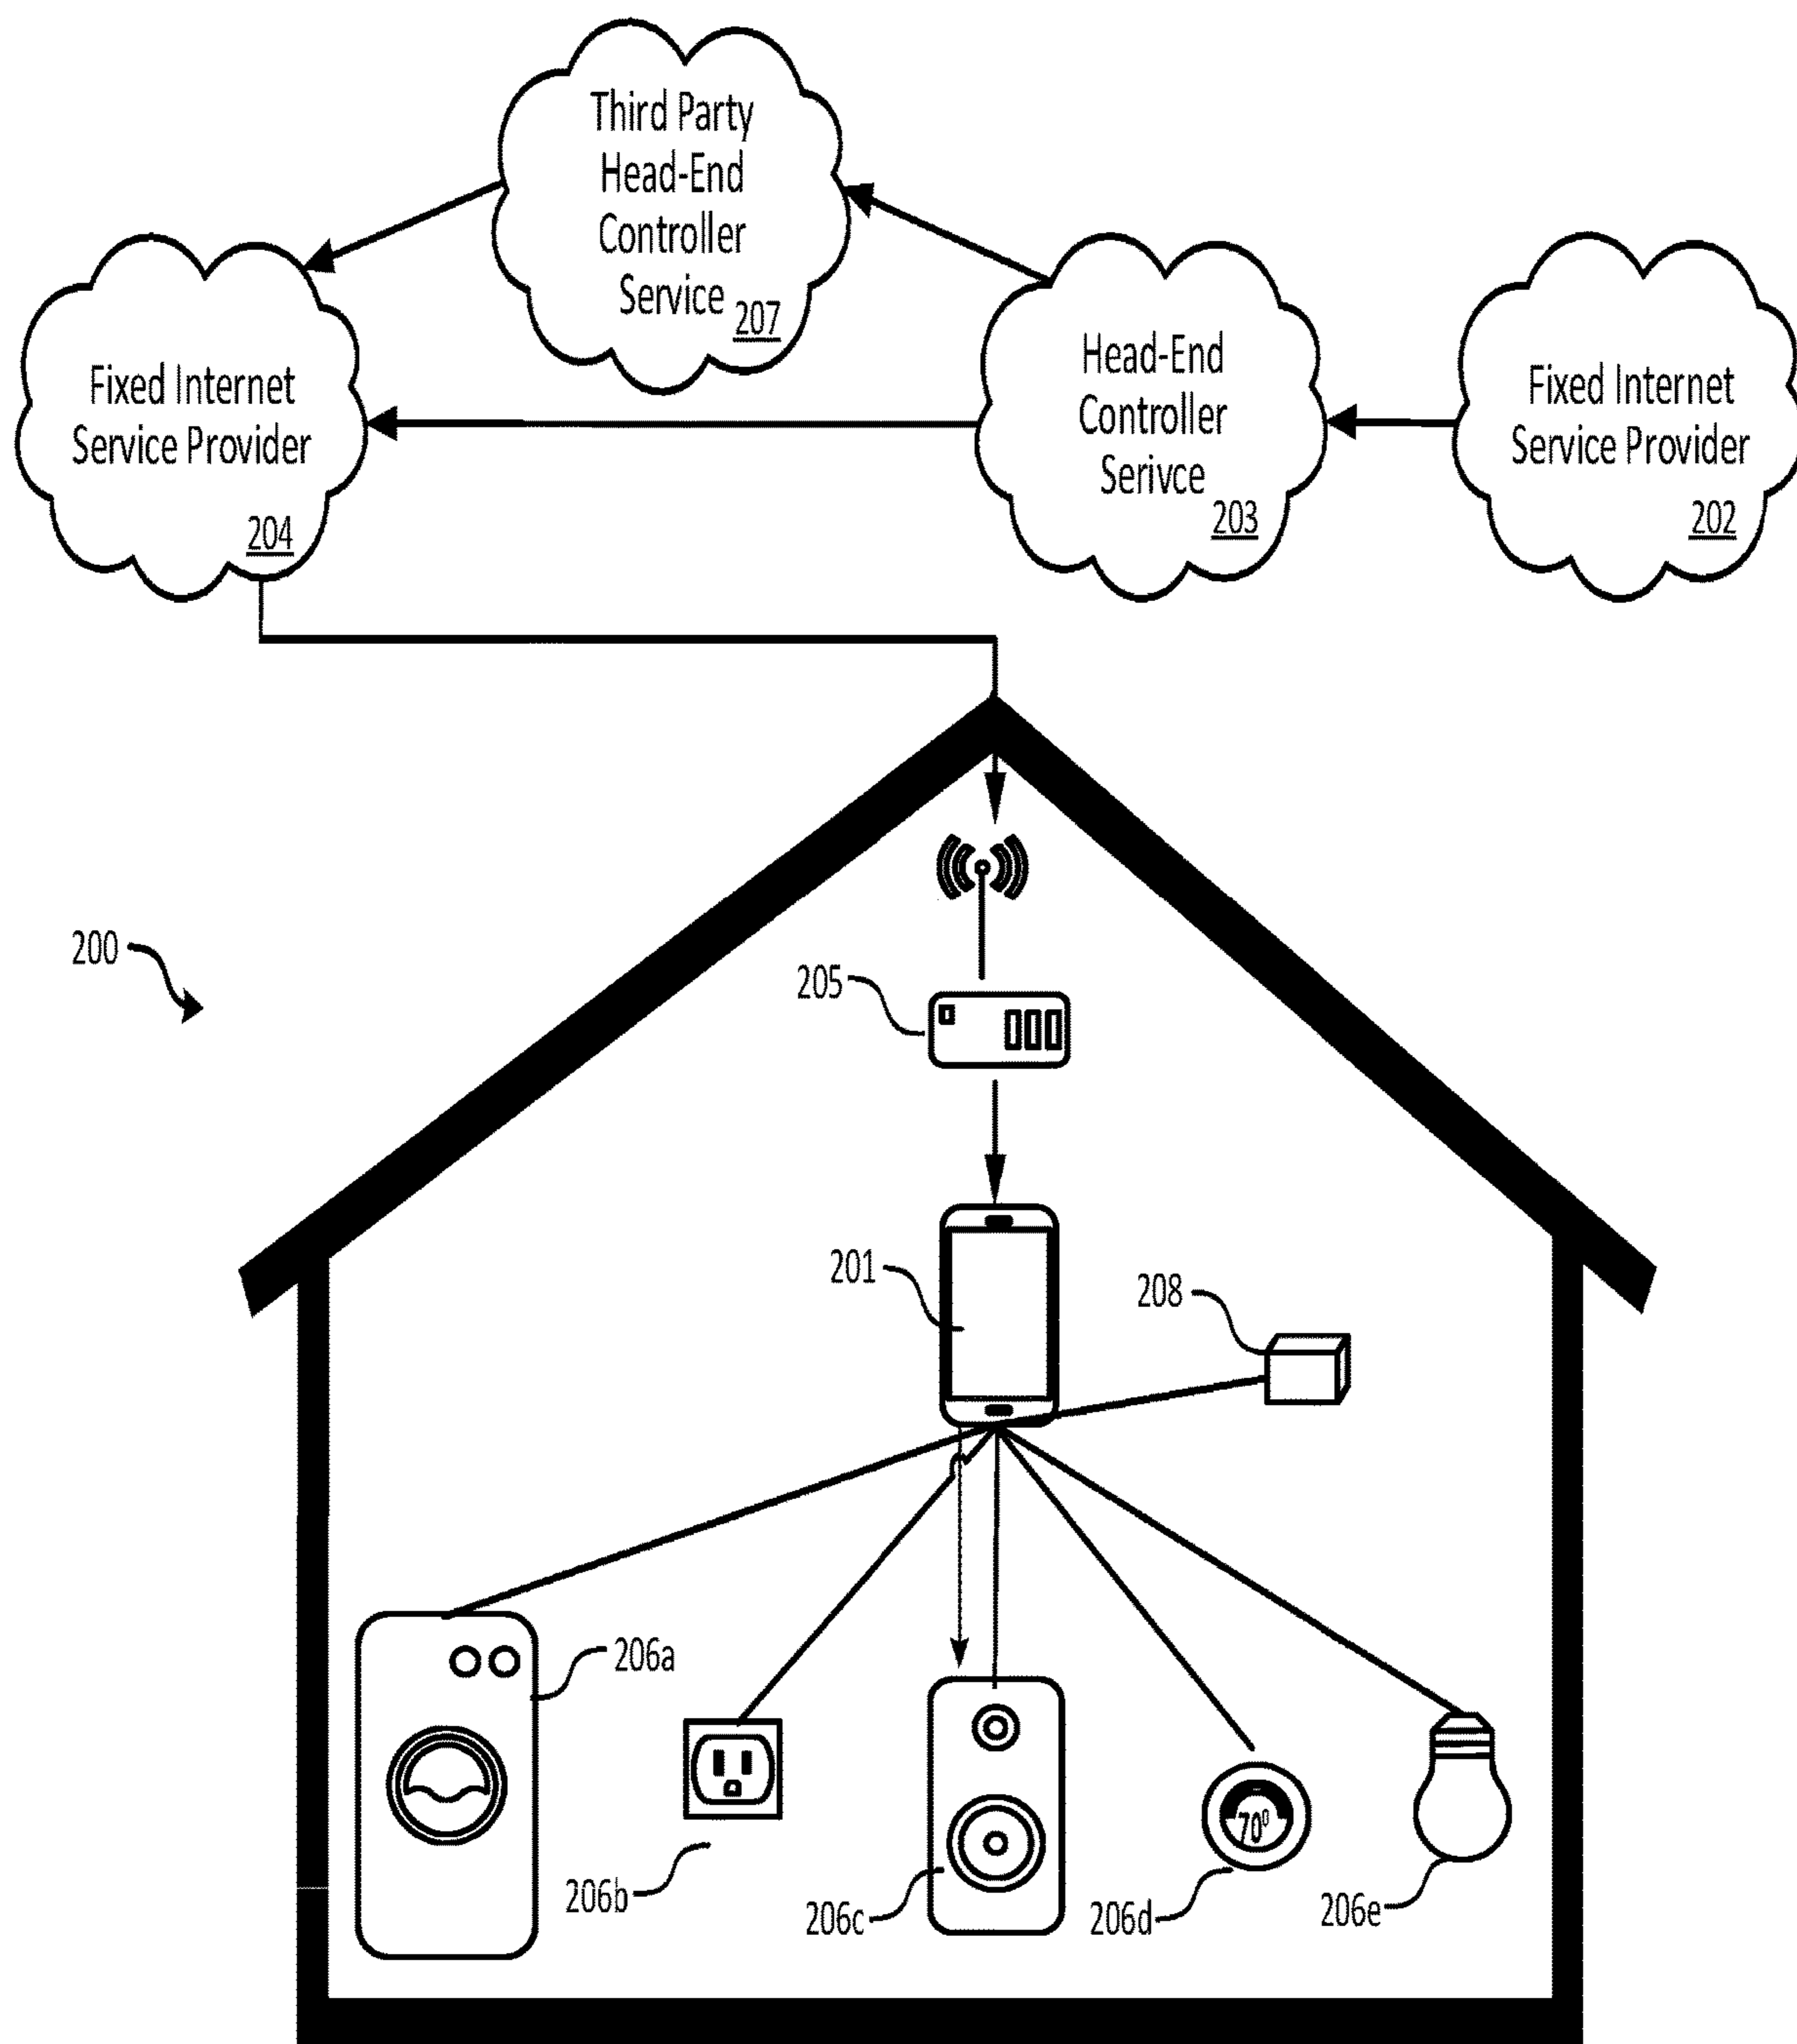 Third Party
Head-End
Controller
Service
207
Fixed Internet
Service Provider
204
Head-End
Controller
Serivce
203
Fixed Internet
Service Provider
202
200
205
201
208
206a
206b
206c
70⁰
206d
206e